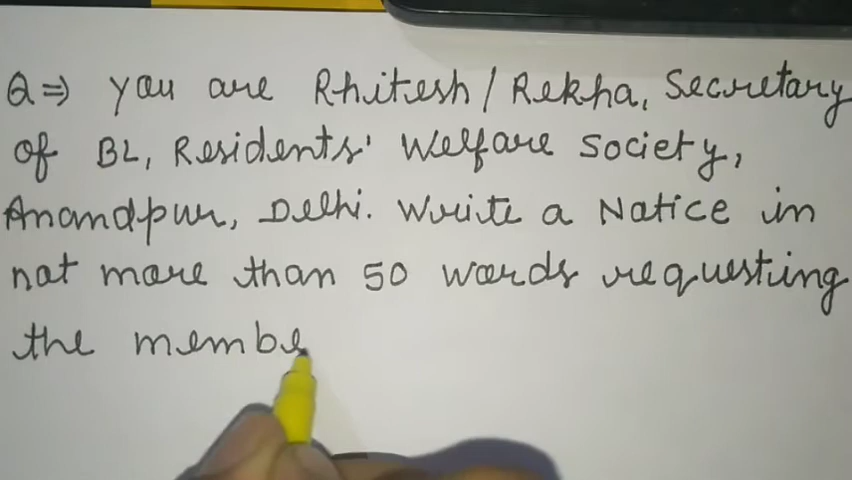 Q⇒ You are Rhitesh/Rekha, Secretary
of BL, Residents' Welfare Society,
Anandpur, Delhi. Write a Notice in
not more than 50 words requesting
the membe